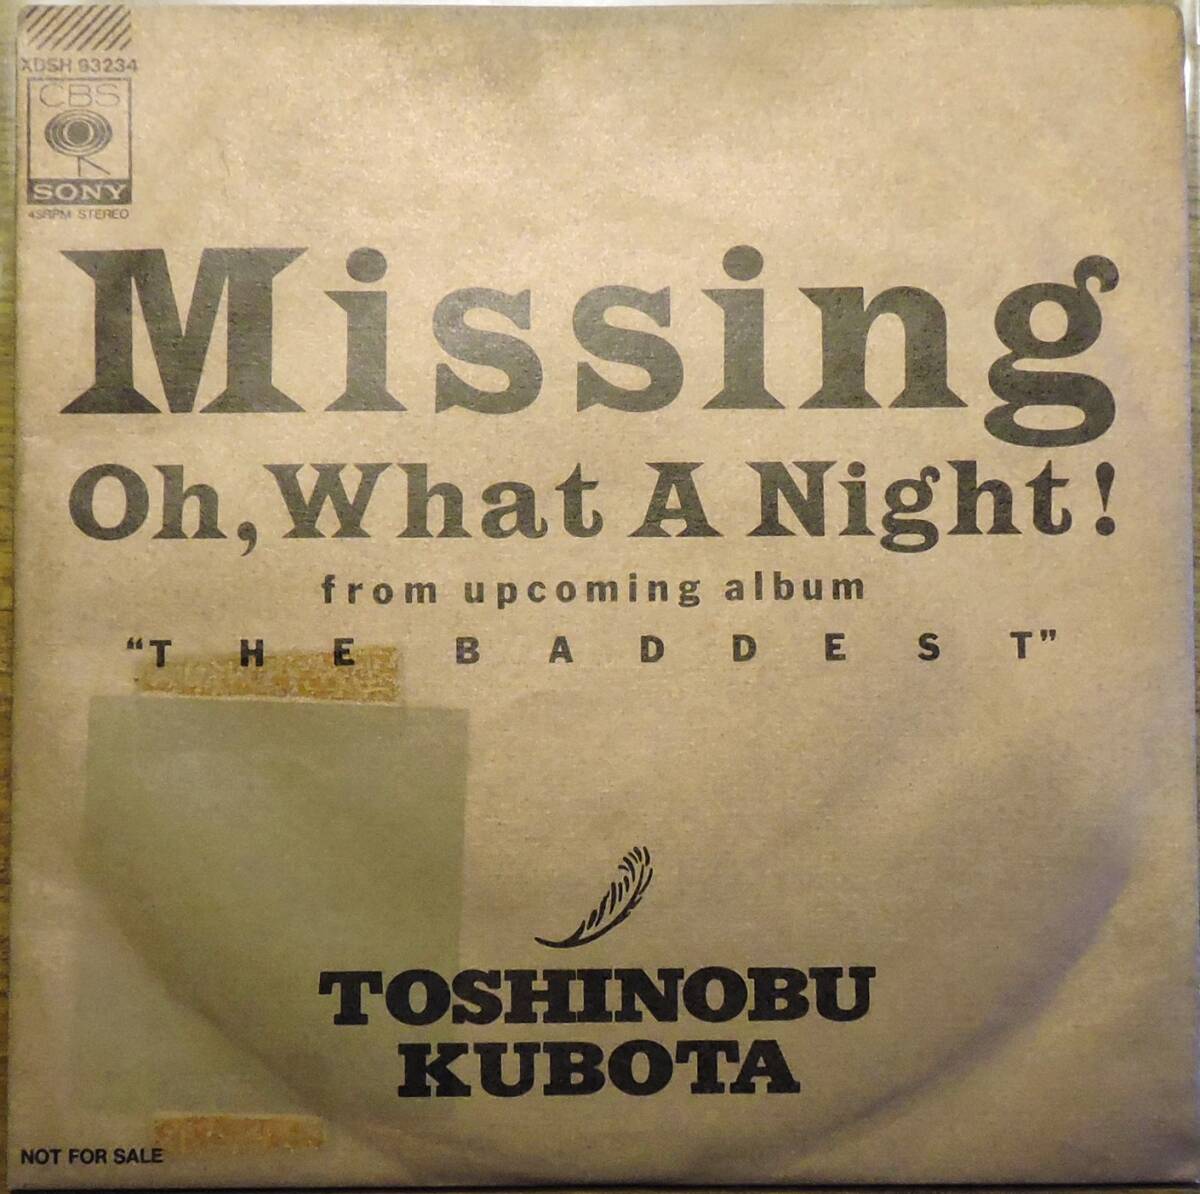 XDSH 93234
CBS
SONY
45RPM STEREO
Missing
Oh, What A Night!
from upcoming album
"THE BADDEST"
TOSHINOBU
KUBOTA
NOT FOR SALE